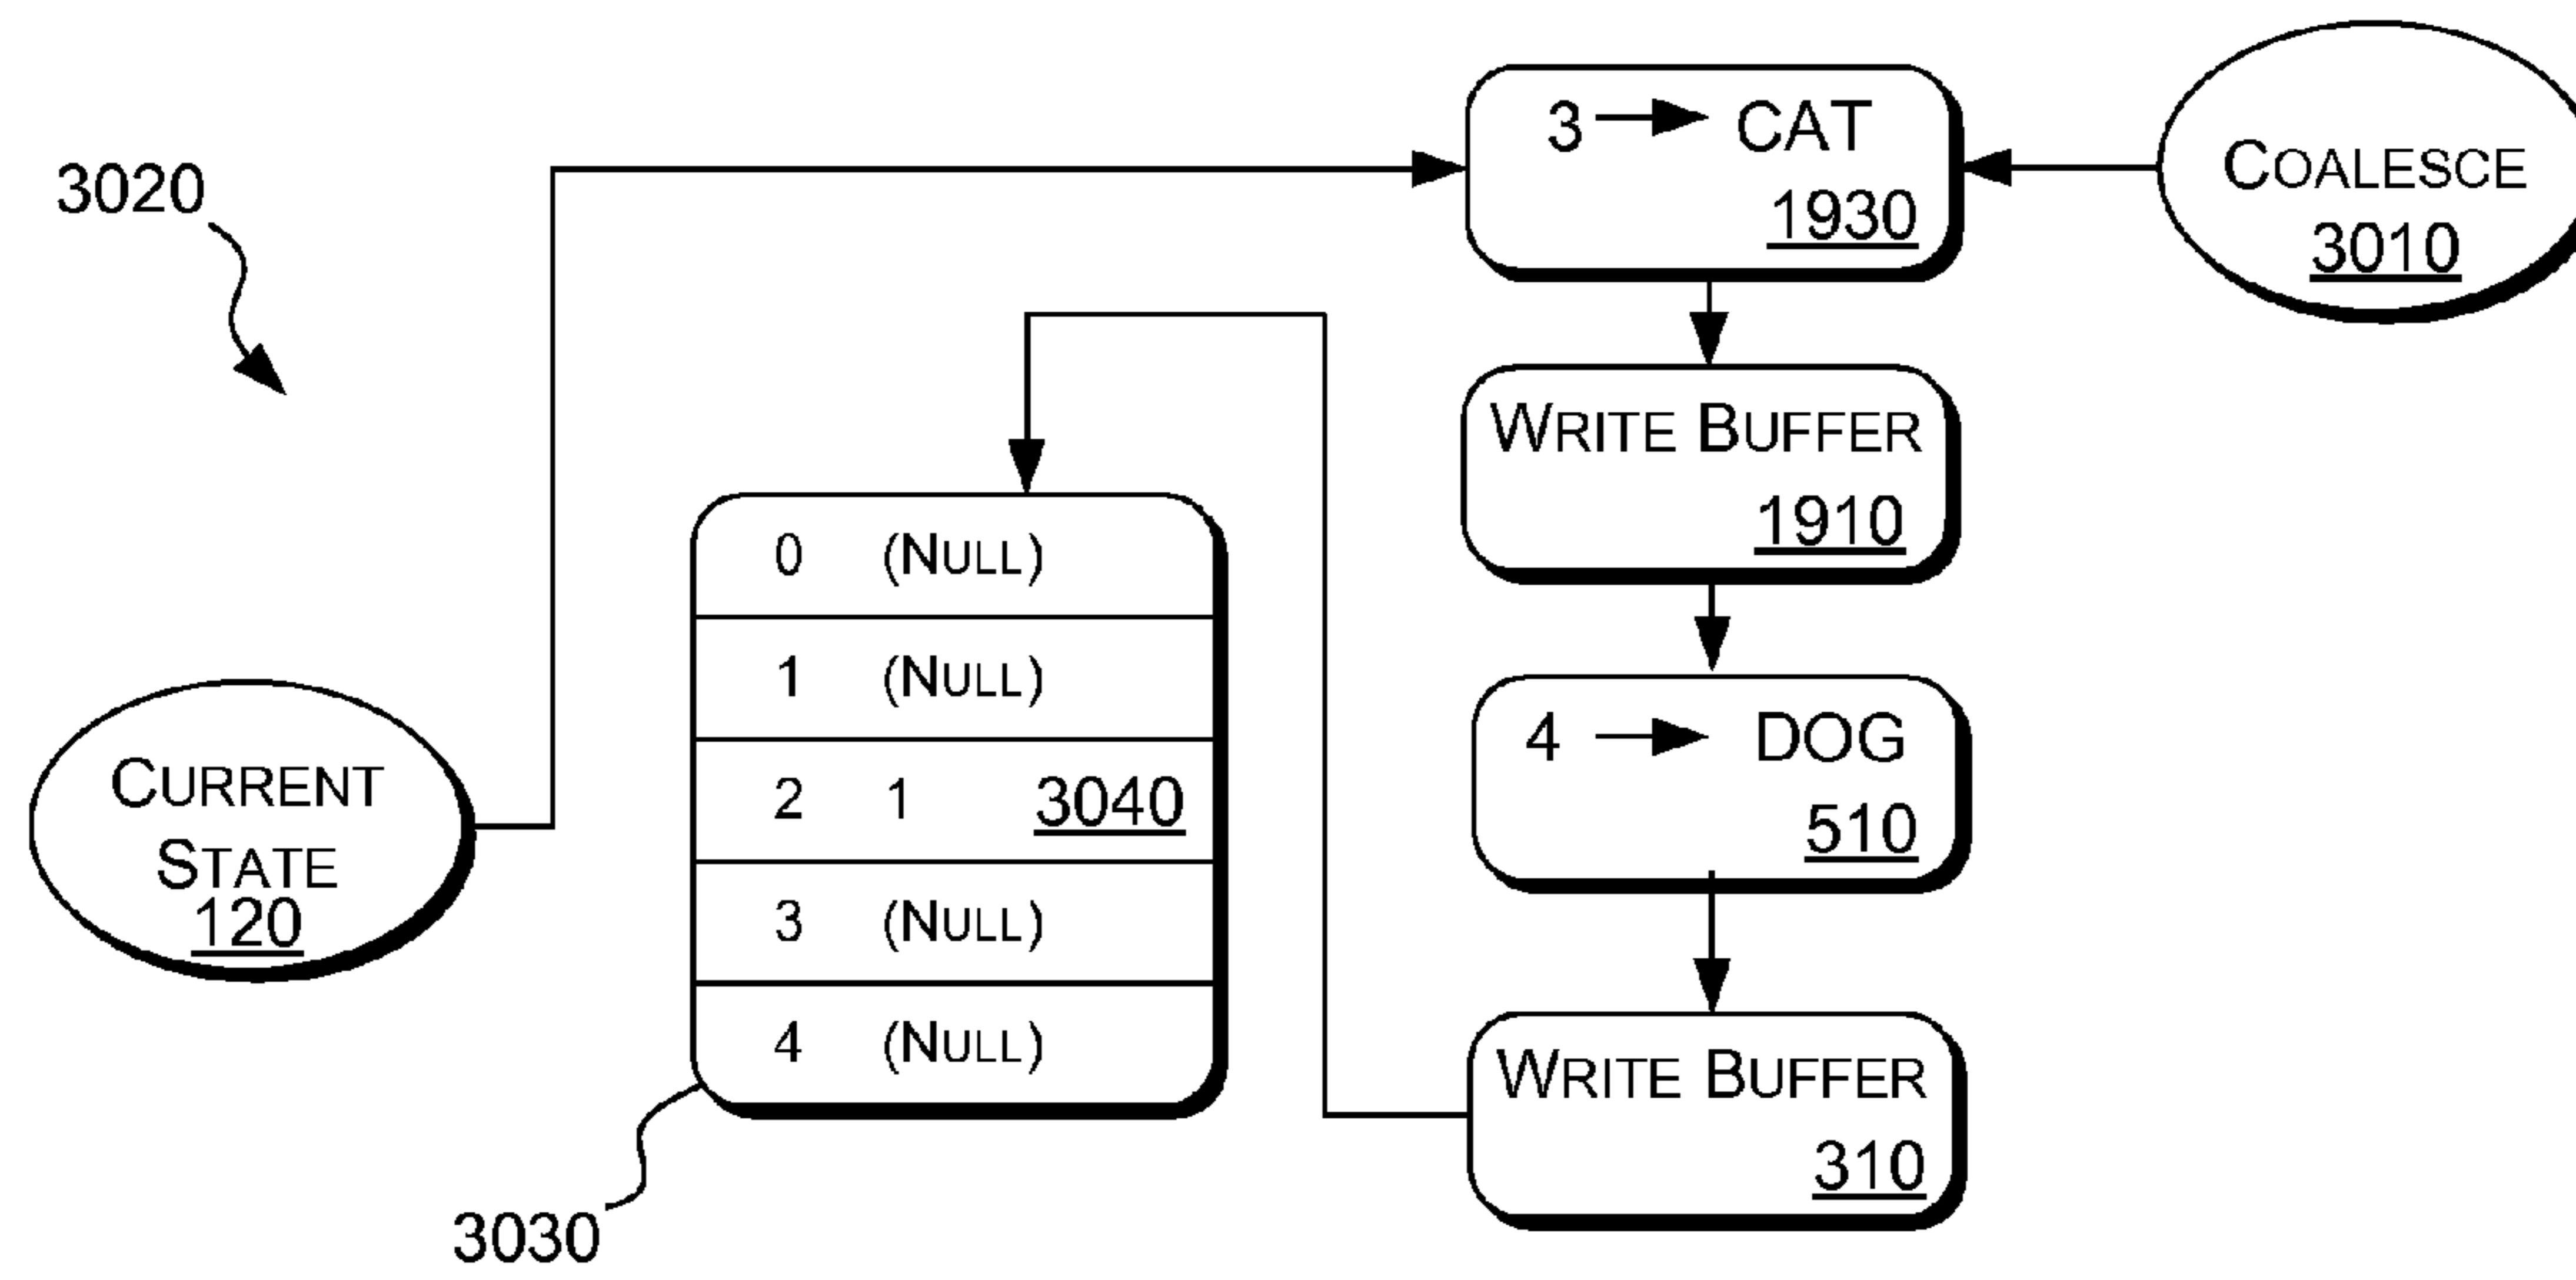 3020
3 → CAT
1930
COALESCE
3010
WRITE BUFFER
1910
0 (NULL)
1 (NULL)
2 1 3040
3 (NULL)
4 (NULL)
3030
CURRENT
STATE
120
4 → DOG
510
WRITE BUFFER
310